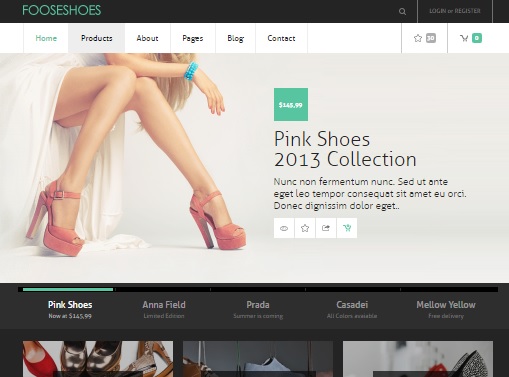 FOOSESHOES
LOGIN or REGISTER
Home Products About Pages Blog Contact
30 0
$145,99
Pink Shoes
2013 Collection
Nunc non fermentum nunc. Sed ut ante
eget leo tempor consequat sit amet eu orci.
Donec dignissim dolor eget..
Pink Shoes Anna Field Prada Casadei Mellow Yellow
Now at $145,99 Limited Edition Summer is coming All Colors available Free delivery